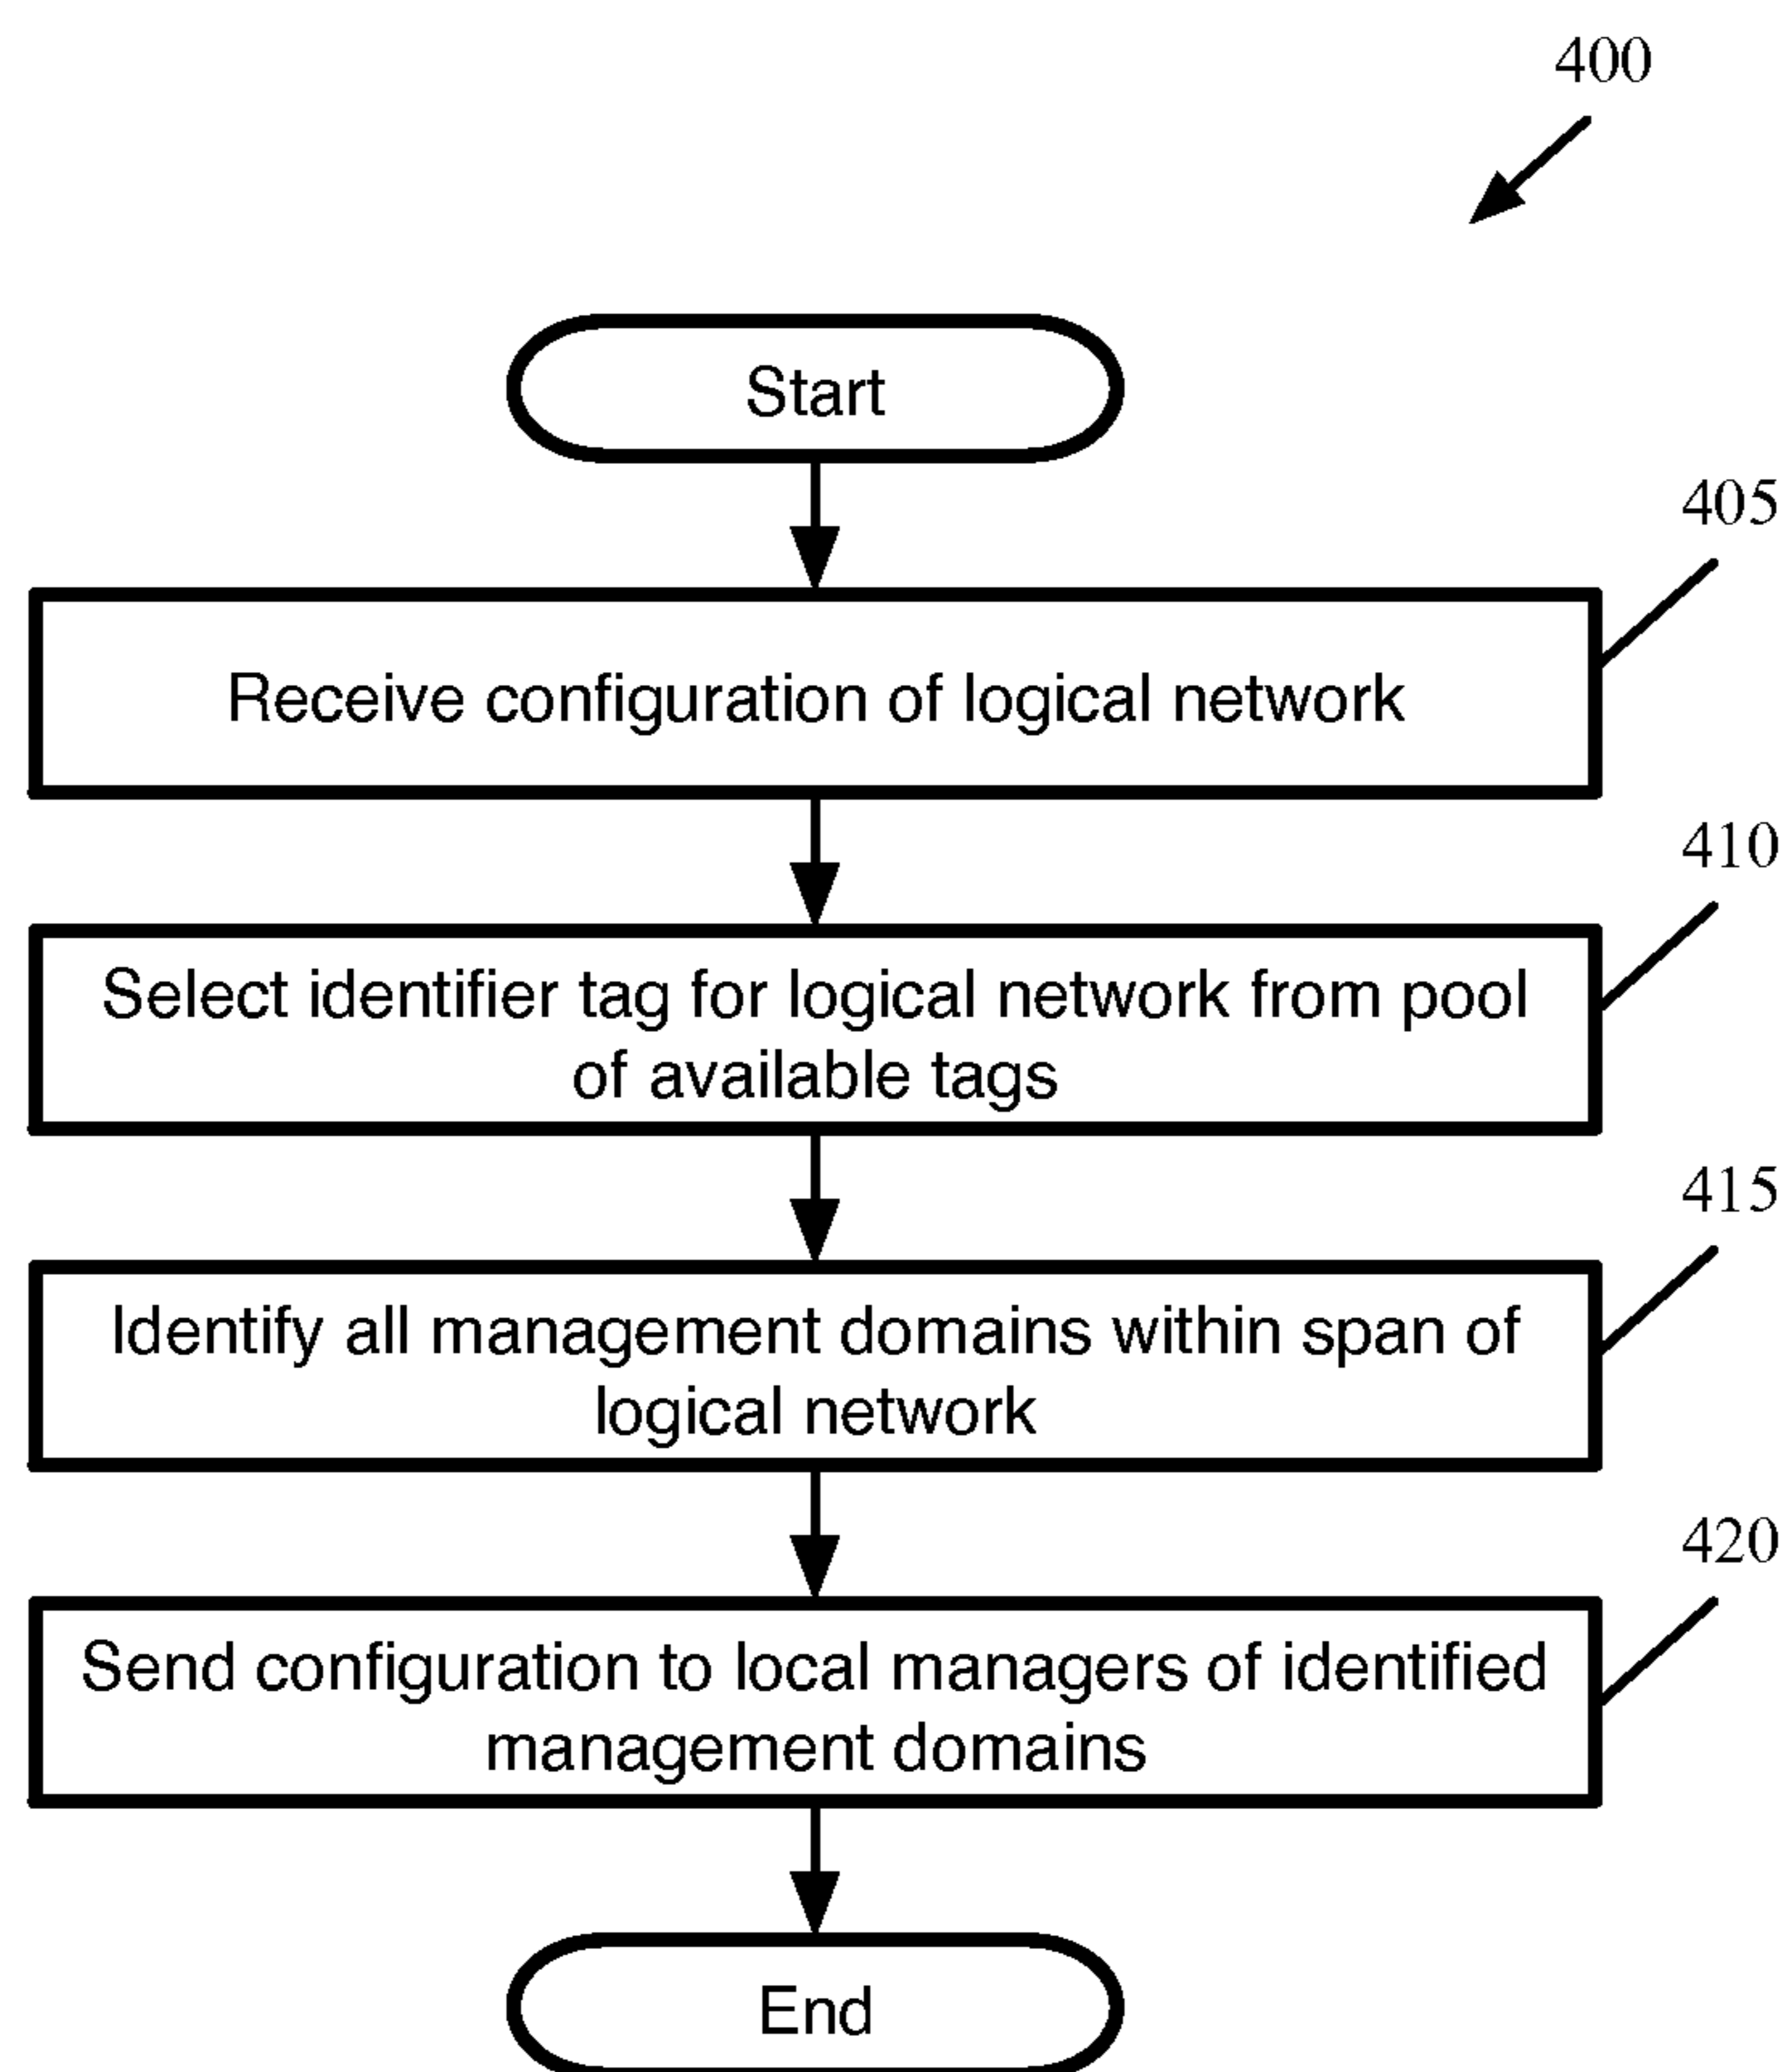 400
Start
405
Receive configuration of logical network
410
Select identifier tag for logical network from pool
of available tags
415
Identify all management domains within span of
logical network
420
Send configuration to local managers of identified
management domains
End